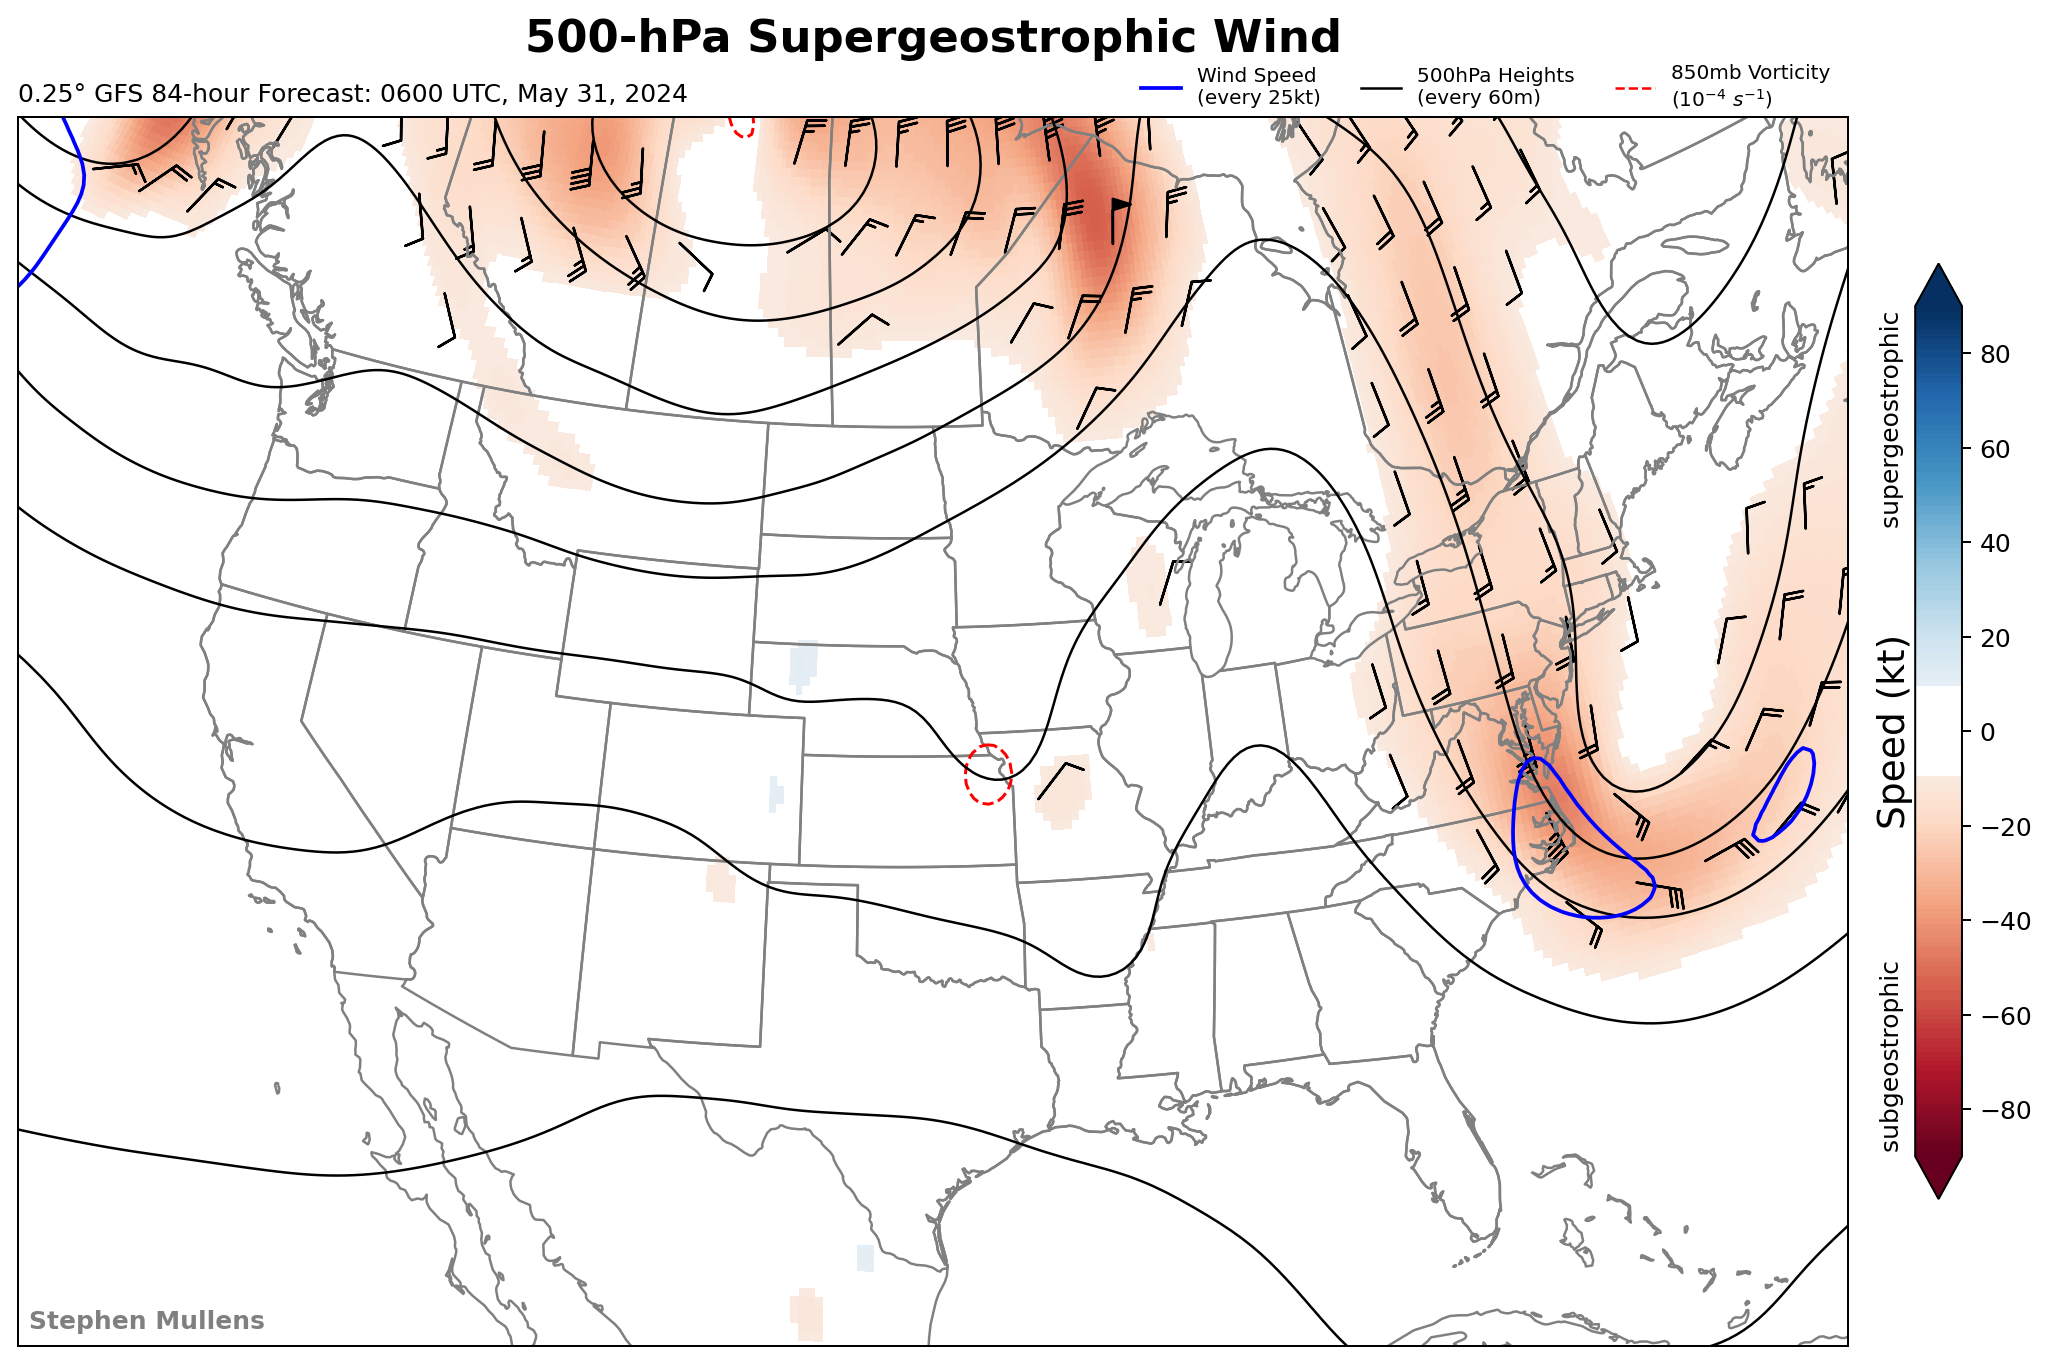 500-hPa Supergeostrophic Wind
0.25° GFS 84-hour Forecast: 0600 UTC, May 31, 2024
Wind Speed
(every 25kt)
500hPa Heights
(every 60m)
850mb Vorticity
(10⁻⁴ s⁻¹)
supergeostrophic
subgeostrophic
Speed (kt)
80
60
40
20
0
−20
−40
−60
−80
Stephen Mullens